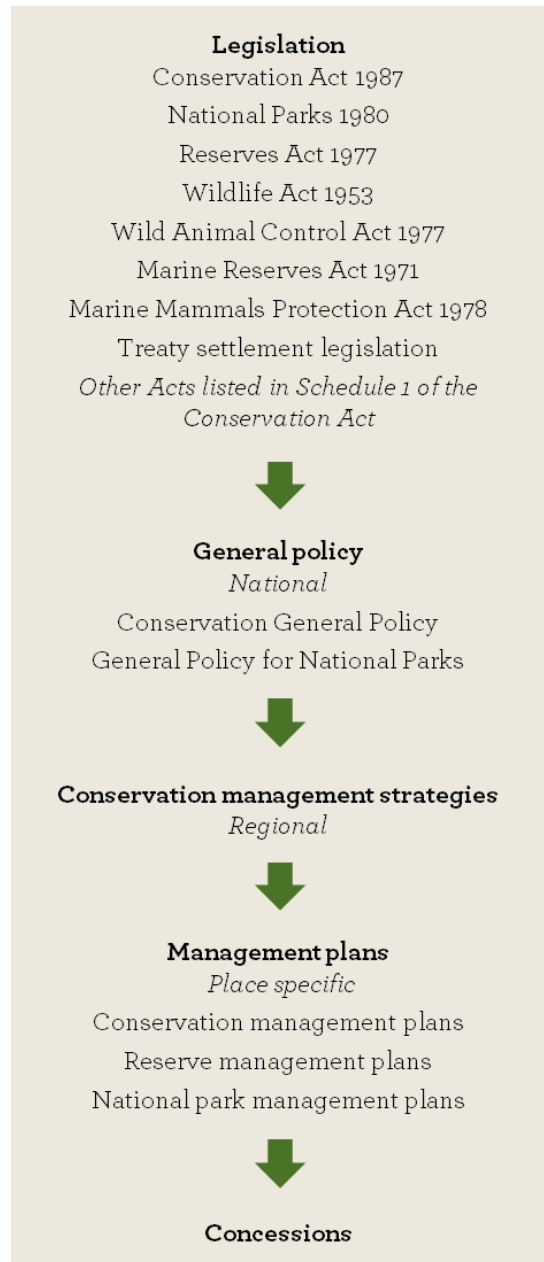 Legislation
Conservation Act 1987
National Parks 1980
Reserves Act 1977
Wildlife Act 1953
Wild Animal Control Act 1977
Marine Reserves Act 1971
Marine Mammals Protection Act 1978
Treaty settlement legislation
Other Acts listed in Schedule 1 of the
Conservation Act
General policy
National
Conservation General Policy
General Policy for National Parks
Conservation management strategies
Regional
Management plans
Place specific
Conservation management plans
Reserve management plans
National park management plans
Concessions